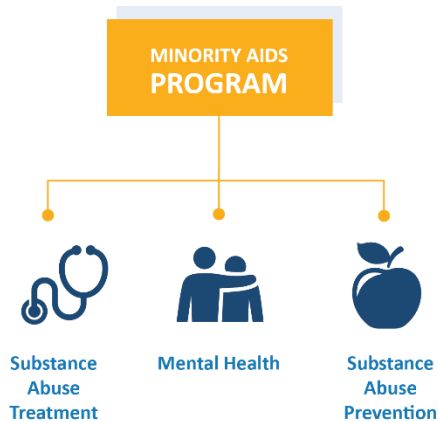 MINORITY AIDS
PROGRAM
Substance
Abuse
Treatment
Mental Health
Substance
Abuse
Prevention